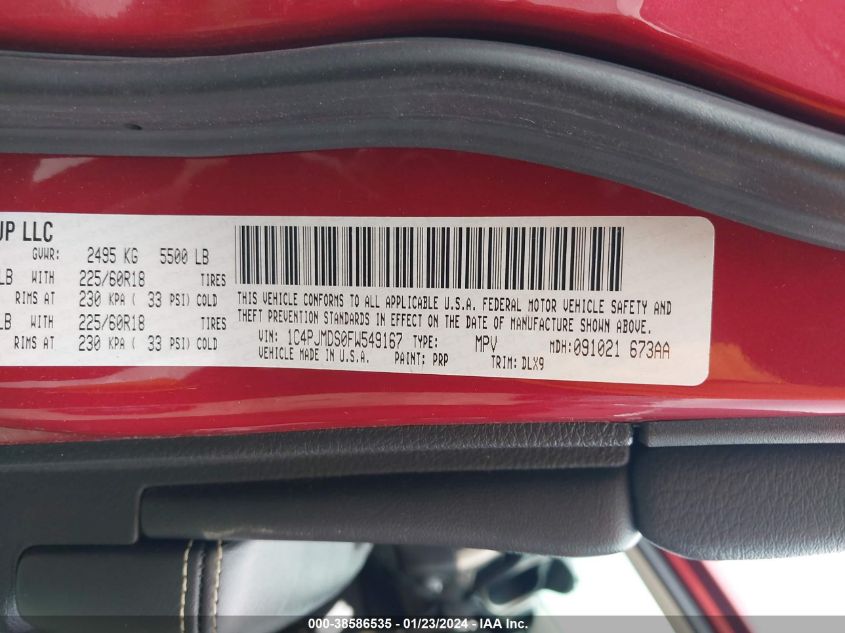 UP LLC
GVWR: 2495 KG 5500 LB
LB WITH 225/60R18 TIRES
RIMS AT 230 KPA ( 33 PSI) COLD
LB WITH 225/60R18 TIRES
RIMS AT 230 KPA ( 33 PSI) COLD
THIS VEHICLE CONFORMS TO ALL APPLICABLE U.S.A. FEDERAL MOTOR VEHICLE SAFETY AND
THEFT PREVENTION STANDARDS IN EFFECT ON THE DATE OF MANUFACTURE SHOWN ABOVE.
VIN: 1C4PJMDS0FW549167 TYPE: MPV MDH:091021 673AA
VEHICLE MADE IN U.S.A. PAINT: PRP TRIM: DLX9
000-38586535 - 01/23/2024 - IAA